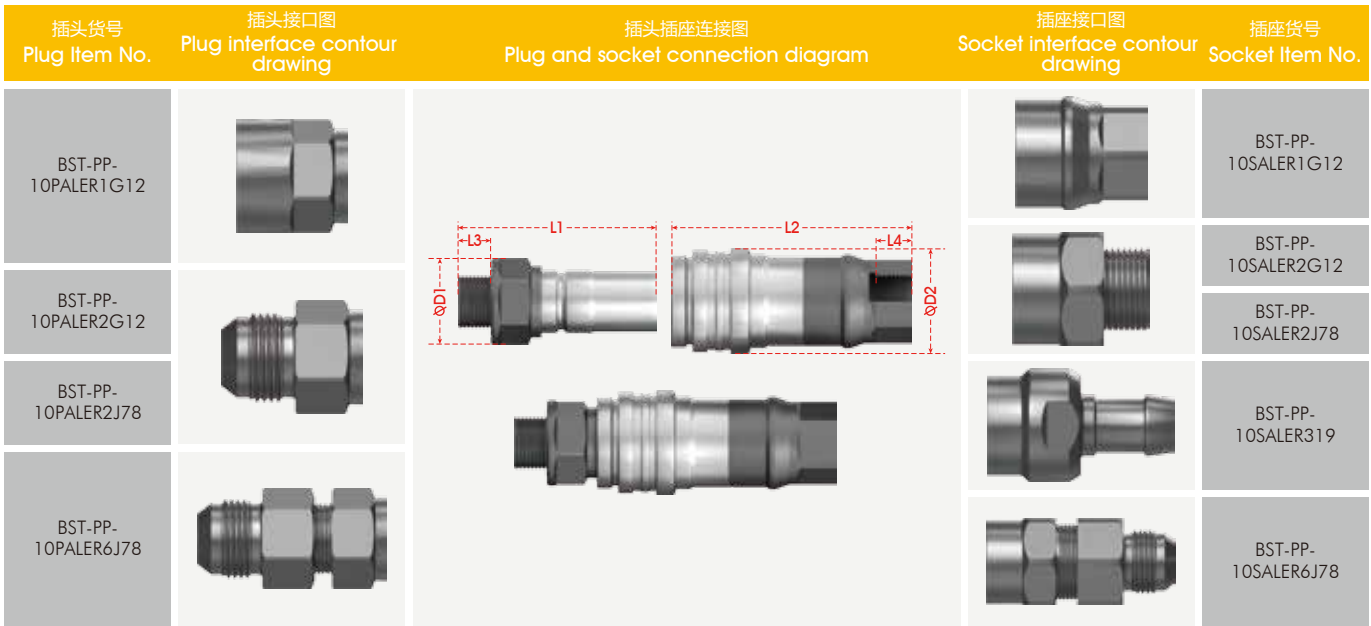 插头货号
Plug Item No.
插头接口图
Plug interface contour
drawing
插头插座连接图
Plug and socket connection diagram
插座接口图
Socket interface contour
drawing
插座货号
Socket Item No.
BST-PP-
10PALER1G12
BST-PP-
10PALER2G12
BST-PP-
10PALER2J78
BST-PP-
10PALER6J78
L1
L3
QD1
L2
L4
QD2
BST-PP-
10SALER1G12
BST-PP-
10SALER2G12
BST-PP-
10SALER2J78
BST-PP-
10SALER319
BST-PP-
10SALER6J78